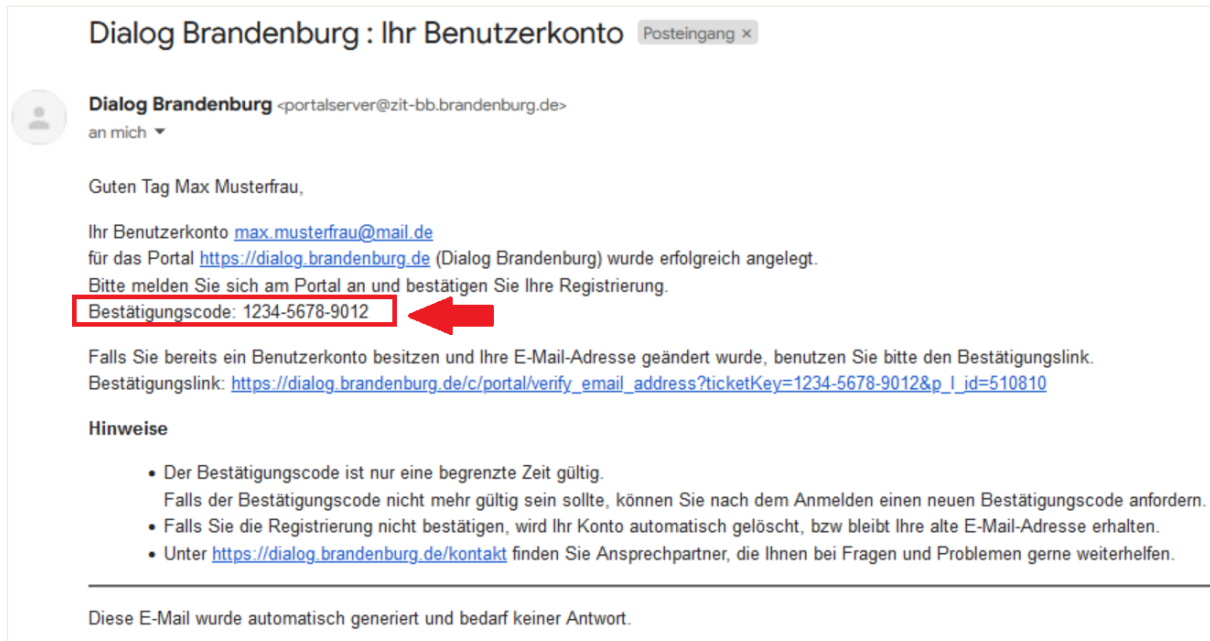 Dialog Brandenburg : Ihr Benutzerkonto Posteingang ×
Dialog Brandenburg <portalserver@zit-bb.brandenburg.de>
an mich
Guten Tag Max Musterfrau,
Ihr Benutzerkonto max.musterfrau@mail.de
für das Portal https://dialog.brandenburg.de (Dialog Brandenburg) wurde erfolgreich angelegt.
Bitte melden Sie sich am Portal an und bestätigen Sie Ihre Registrierung.
Bestätigungscode: 1234-5678-9012
Falls Sie bereits ein Benutzerkonto besitzen und Ihre E-Mail-Adresse geändert wurde, benutzen Sie bitte den Bestätigungslink.
Bestätigungslink: https://dialog.brandenburg.de/c/portal/verify_email_address?ticketKey=1234-5678-9012&p_l_id=510810
Hinweise
• Der Bestätigungscode ist nur eine begrenzte Zeit gültig.
Falls der Bestätigungscode nicht mehr gültig sein sollte, können Sie nach dem Anmelden einen neuen Bestätigungscode anfordern.
• Falls Sie die Registrierung nicht bestätigen, wird Ihr Konto automatisch gelöscht, bzw bleibt Ihre alte E-Mail-Adresse erhalten.
• Unter https://dialog.brandenburg.de/kontakt finden Sie Ansprechpartner, die Ihnen bei Fragen und Problemen gerne weiterhelfen.
Diese E-Mail wurde automatisch generiert und bedarf keiner Antwort.